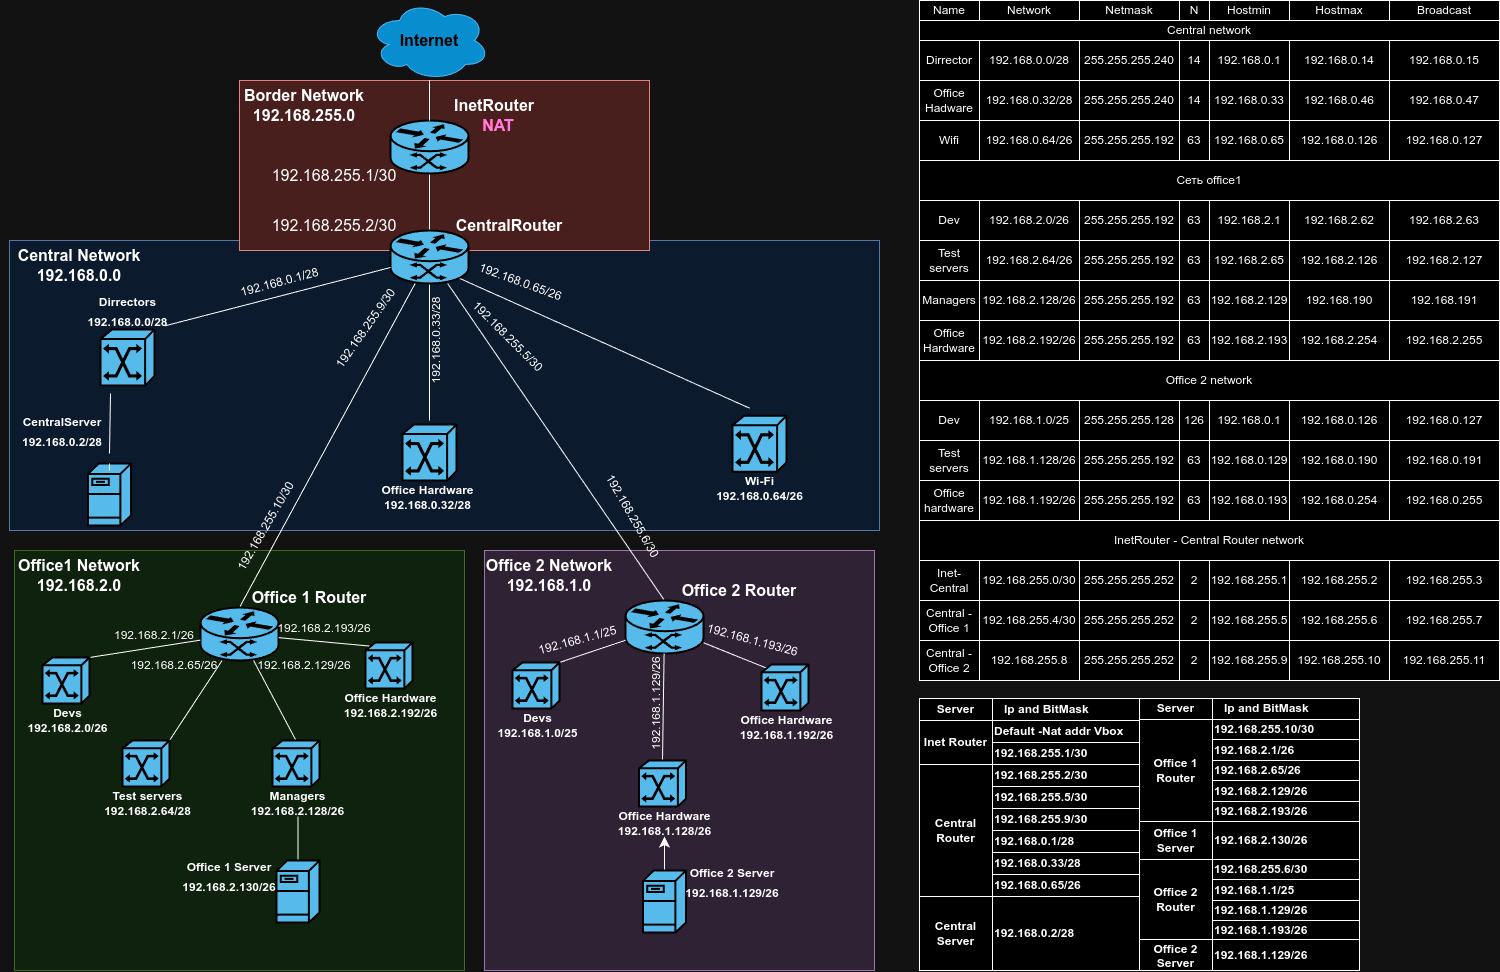 Internet
Border Network
192.168.255.0
InetRouter
NAT
192.168.255.1/30
192.168.255.2/30
CentralRouter
Central Network
192.168.0.0
192.168.0.1/28
192.168.255.9/30
192.168.0.33/28
192.168.255.5/30
192.168.0.65/26
Dirrectors
192.168.0.0/28
CentralServer
192.168.0.2/28
Office Hardware
192.168.0.32/28
Wi-Fi
192.168.0.64/26
192.168.255.10/30
192.168.255.6/30
Office1 Network
192.168.2.0
Office 1 Router
192.168.2.1/26
192.168.2.193/26
192.168.2.65/26
192.168.2.129/26
Devs
192.168.2.0/26
Office Hardware
192.168.2.192/26
Test servers
192.168.2.64/28
Managers
192.168.2.128/26
Office 1 Server
192.168.2.130/26
Office 2 Network
192.168.1.0
Office 2 Router
192.168.1.1/25
192.168.1.129/26
192.168.1.193/26
Devs
192.168.1.0/25
Office Hardware
192.168.1.192/26
Office Hardware
192.168.1.128/26
Office 2 Server
192.168.1.129/26
Name Network Netmask N Hostmin Hostmax Broadcast
Central network
Dirrector 192.168.0.0/28 255.255.255.240 14 192.168.0.1 192.168.0.14 192.168.0.15
Office Hadware 192.168.0.32/28 255.255.255.240 14 192.168.0.33 192.168.0.46 192.168.0.47
Wifi 192.168.0.64/26 255.255.255.192 63 192.168.0.65 192.168.0.126 192.168.0.127
Сеть office1
Dev 192.168.2.0/26 255.255.255.192 63 192.168.2.1 192.168.2.62 192.168.2.63
Test servers 192.168.2.64/26 255.255.255.192 63 192.168.2.65 192.168.2.126 192.168.2.127
Managers 192.168.2.128/26 255.255.255.192 63 192.168.2.129 192.168.190 192.168.191
Office Hardware 192.168.2.192/26 255.255.255.192 63 192.168.2.193 192.168.2.254 192.168.2.255
Office 2 network
Dev 192.168.1.0/25 255.255.255.128 126 192.168.0.1 192.168.0.126 192.168.0.127
Test servers 192.168.1.128/26 255.255.255.192 63 192.168.0.129 192.168.0.190 192.168.0.191
Office hardware 192.168.1.192/26 255.255.255.192 63 192.168.0.193 192.168.0.254 192.168.0.255
InetRouter - Central Router network
Inet-Central 192.168.255.0/30 255.255.255.252 2 192.168.255.1 192.168.255.2 192.168.255.3
Central - Office 1 192.168.255.4/30 255.255.255.252 2 192.168.255.5 192.168.255.6 192.168.255.7
Central - Office 2 192.168.255.8 255.255.255.252 2 192.168.255.9 192.168.255.10 192.168.255.11
Server Ip and BitMask
Inet Router
Default -Nat addr Vbox
192.168.255.1/30
Central Router
192.168.255.2/30
192.168.255.5/30
192.168.255.9/30
192.168.0.1/28
192.168.0.33/28
192.168.0.65/26
Central Server
192.168.0.2/28
Server Ip and BitMask
Office 1 Router
192.168.255.10/30
192.168.2.1/26
192.168.2.65/26
192.168.2.129/26
192.168.2.193/26
Office 1 Server
192.168.2.130/26
Office 2 Router
192.168.255.6/30
192.168.1.1/25
192.168.1.129/26
192.168.1.193/26
Office 2 Server
192.168.1.129/26